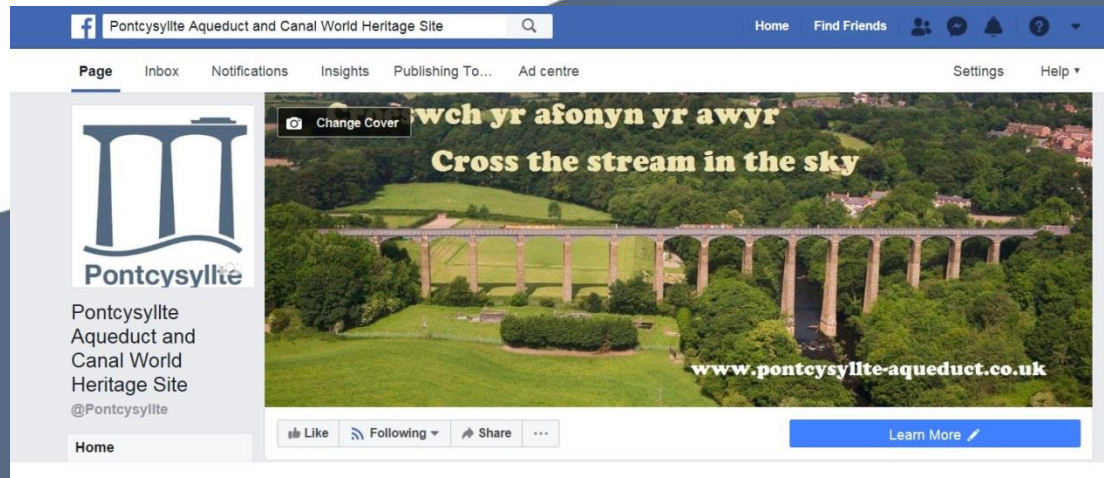 Pontcysyllte Aqueduct and Canal World Heritage Site
Home Find Friends
Page Inbox Notifications Insights Publishing To... Ad centre Settings Help
Change Cover
wch yr afonyn yr awyr
Cross the stream in the sky
Pontcysyllte
Pontcysyllte
Aqueduct and
Canal World
Heritage Site
@Pontcysyllte
Home
www.pontcysyllte-aqueduct.co.uk
Like Following Share ...
Learn More